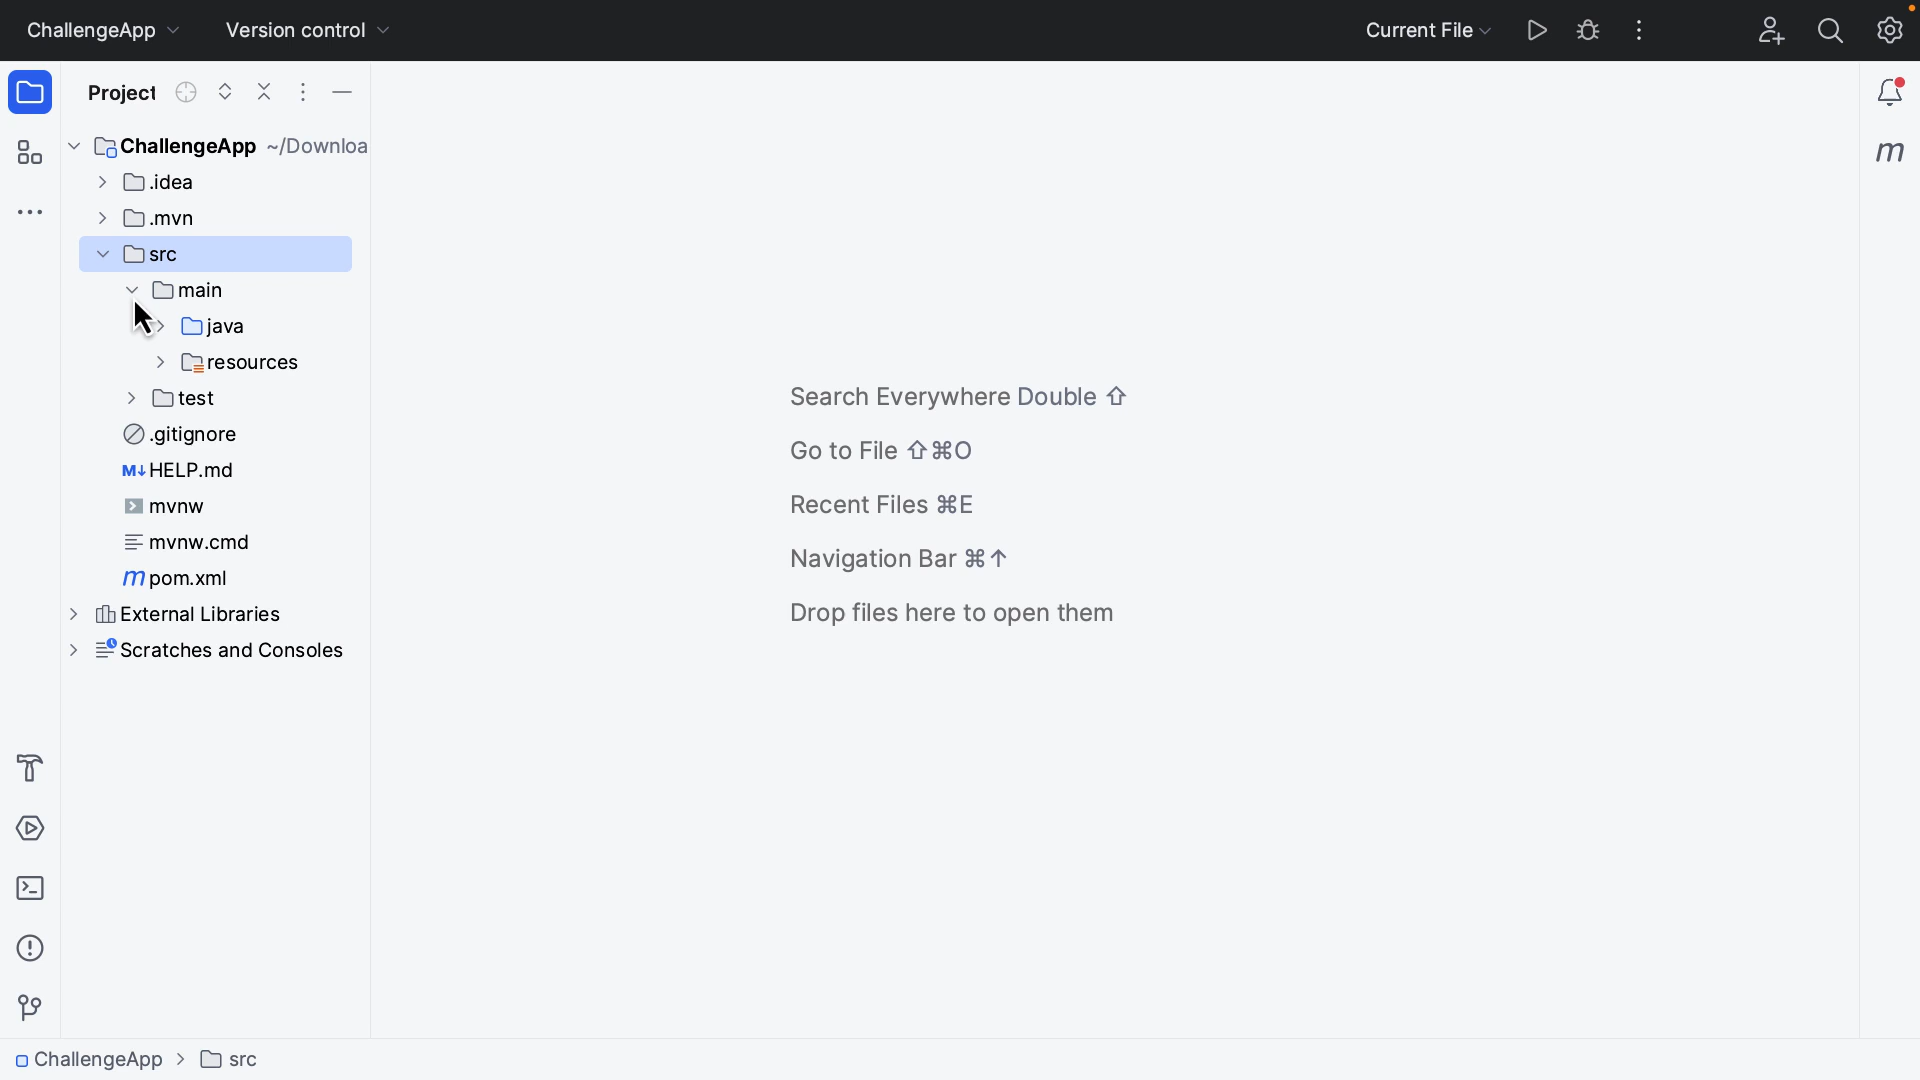 ChallengeApp
Version control
Current File
Project
ChallengeApp ~/Downloa
.idea
.mvn
src
main
java
resources
test
.gitignore
M↓ HELP.md
mvnw
mvnw.cmd
m pom.xml
External Libraries
Scratches and Consoles
Search Everywhere Double ⇧
Go to File ⇧⌘O
Recent Files ⌘E
Navigation Bar ⌘↑
Drop files here to open them
m
ChallengeApp > src